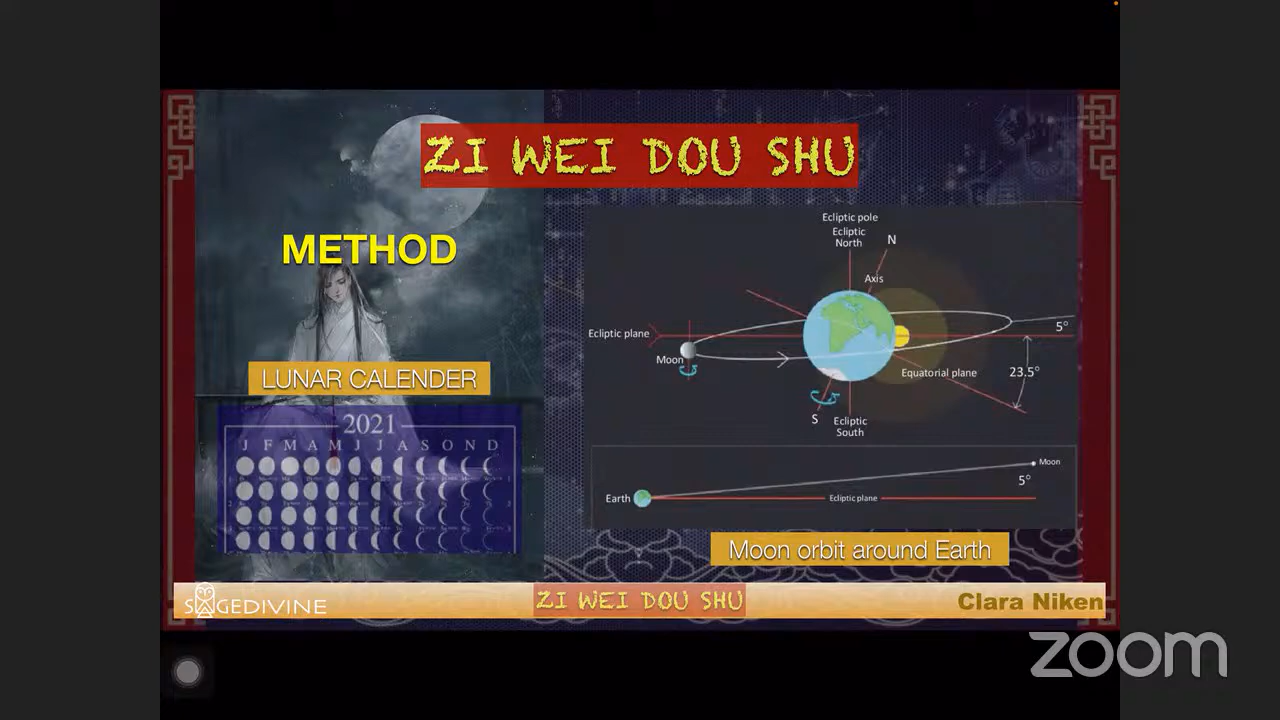 ZI WEI DOU SHU
METHOD
LUNAR CALENDER
2021
J F M A M J J A S O N D
Ecliptic pole
Ecliptic
North
N
Axis
Ecliptic plane
5°
Moon
Equatorial plane
23.5°
S
Ecliptic
South
Moon
5°
Earth
Ecliptic plane
Moon orbit around Earth
SAGEDIVINE
ZI WEI DOU SHU
Clara Niken
zoom